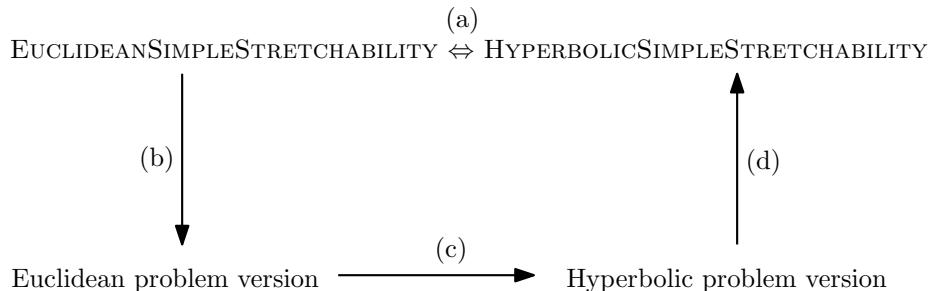 (a)
EUCLIDEANSIMPLESTRETCHABILITY ⇔ HYPERBOLICSIMPLESTRETCHABILITY
(b)
(d)
(c)
Euclidean problem version
Hyperbolic problem version